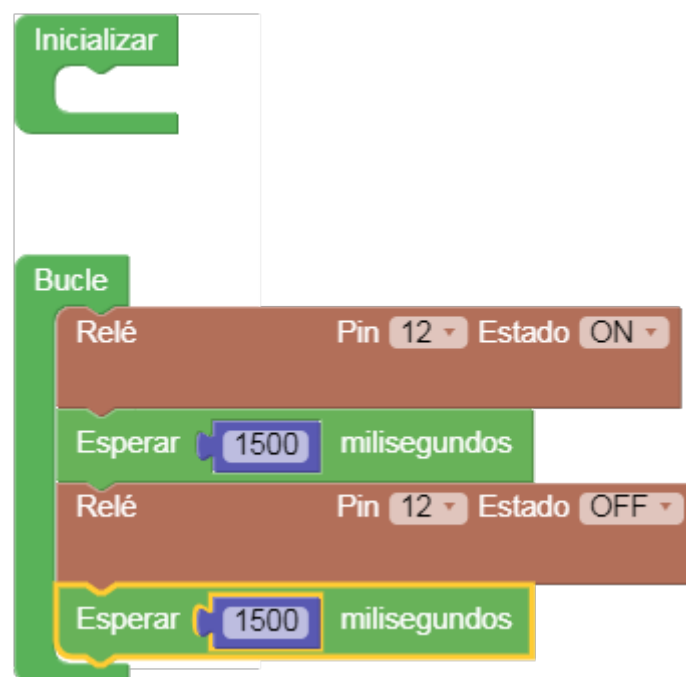 Inicializar
Bucle
Relé Pin 12 Estado ON
Esperar 1500 milisegundos
Relé Pin 12 Estado OFF
Esperar 1500 milisegundos